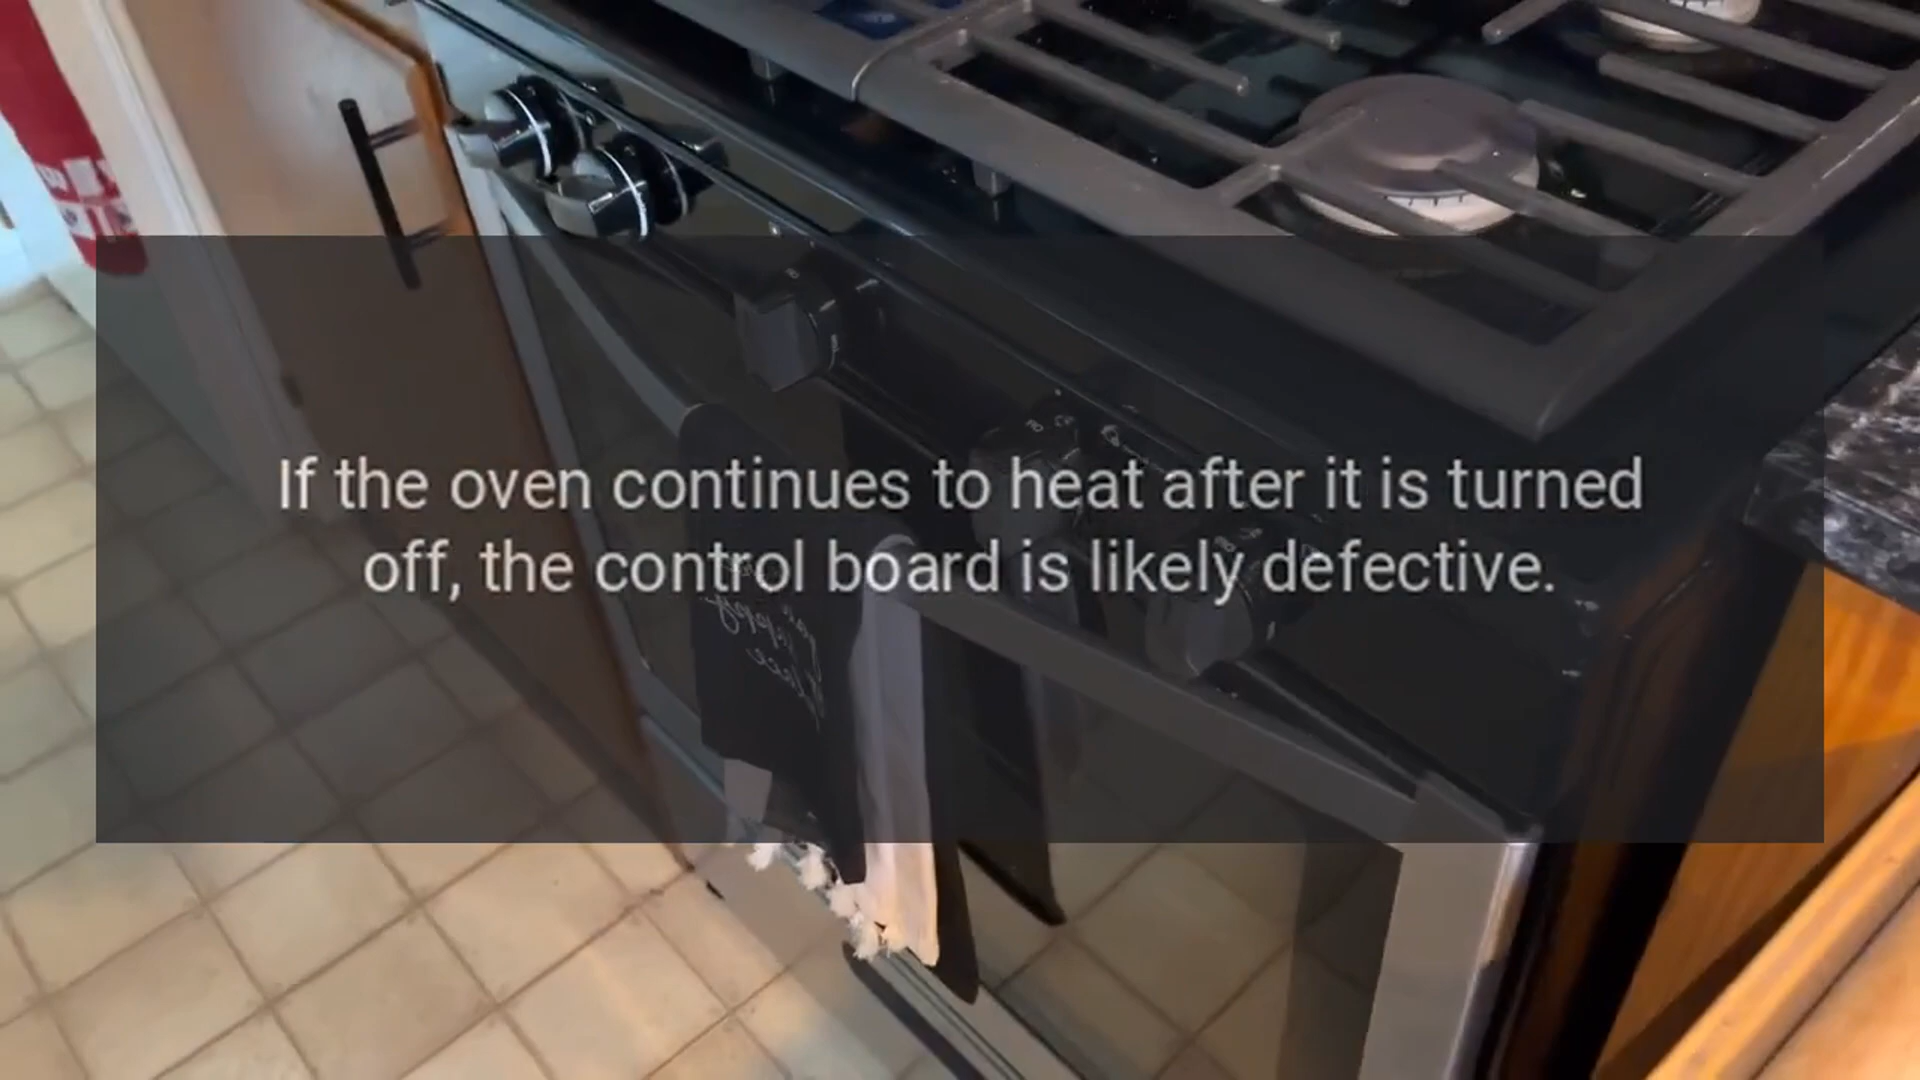 If the oven continues to heat after it is turned
off, the control board is likely defective.